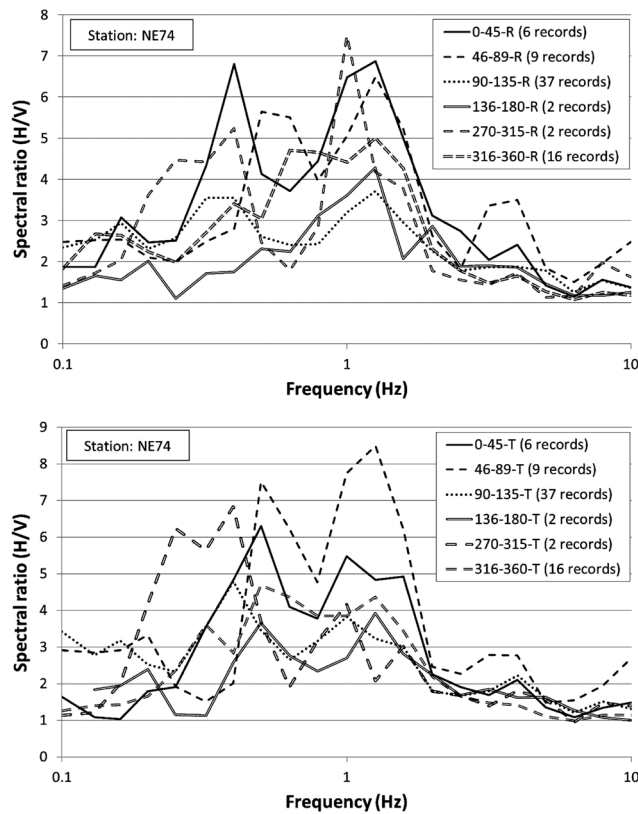 Station: NE74
0-45-R (6 records)
46-89-R (9 records)
90-135-R (37 records)
136-180-R (2 records)
270-315-R (2 records)
316-360-R (16 records)
Spectral ratio (H/V)
8
7
6
5
4
3
2
1
0
0.1
1
10
Frequency (Hz)
Station: NE74
0-45-T (6 records)
46-89-T (9 records)
90-135-T (37 records)
136-180-T (2 records)
270-315-T (2 records)
316-360-T (16 records)
Spectral ratio (H/V)
9
8
7
6
5
4
3
2
1
0
0.1
1
10
Frequency (Hz)